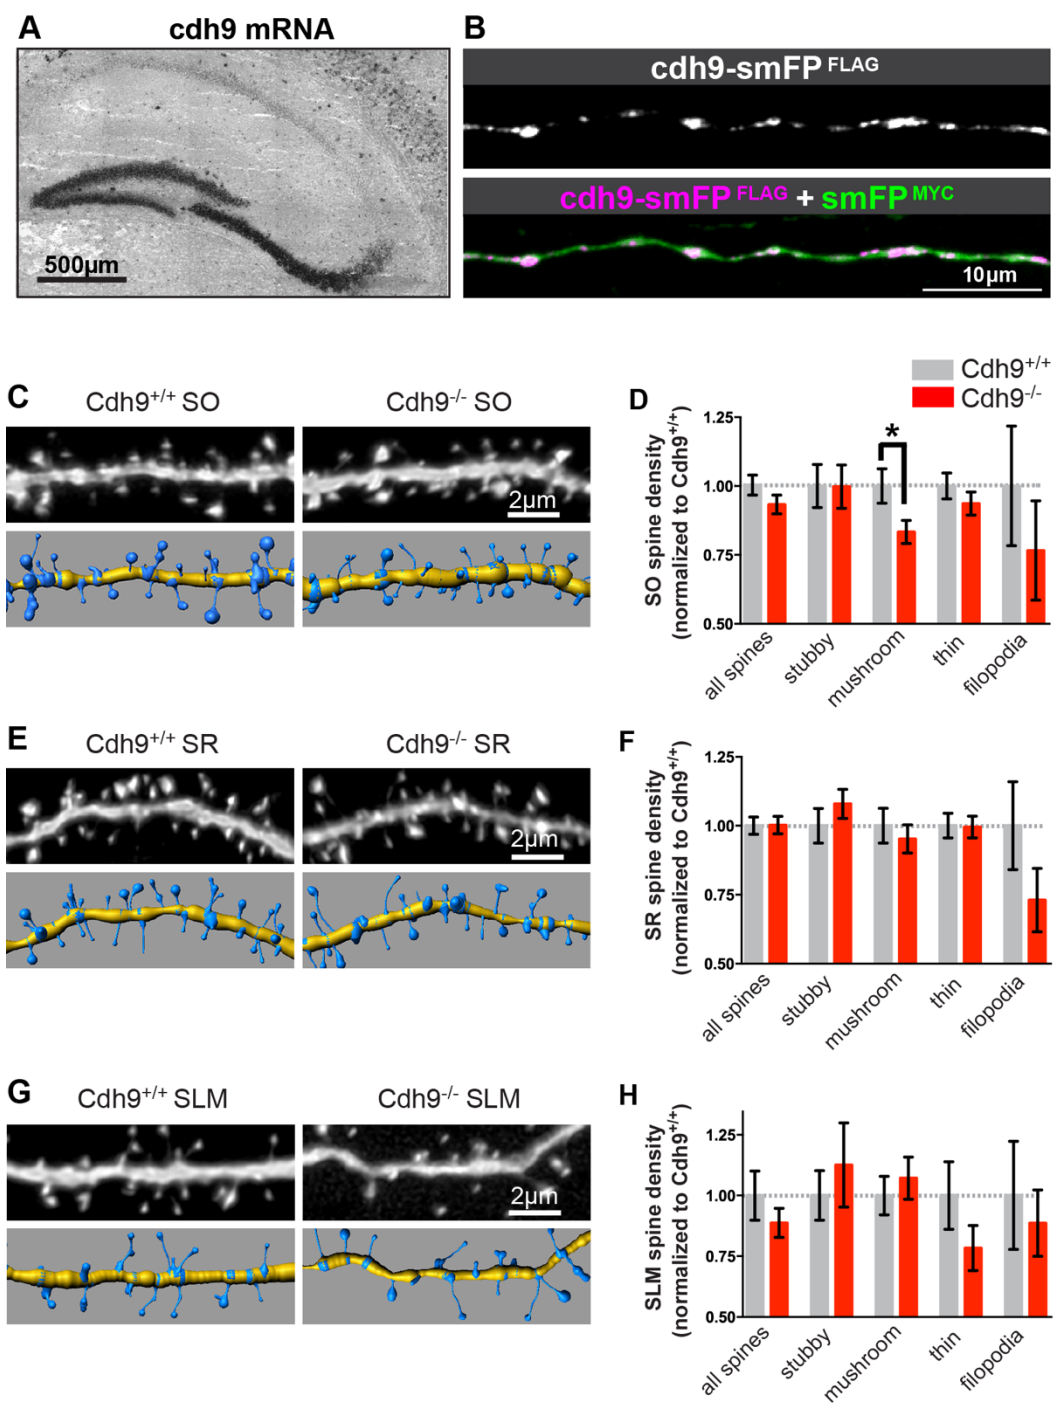 A
cdh9 mRNA
500µm
B
cdh9-smFP FLAG
cdh9-smFP FLAG + smFP MYC
10µm
C
Cdh9+/+ SO
Cdh9-/- SO
2µm
D
Cdh9+/+
Cdh9-/-
SO spine density
(normalized to Cdh9+/+)
1.25
1.00
0.75
0.50
*
all spines
stubby
mushroom
thin
filopodia
E
Cdh9+/+ SR
Cdh9-/- SR
2µm
F
SR spine density
(normalized to Cdh9+/+)
1.25
1.00
0.75
0.50
all spines
stubby
mushroom
thin
filopodia
G
Cdh9+/+ SLM
Cdh9-/- SLM
2µm
H
SLM spine density
(normalized to Cdh9+/+)
1.25
1.00
0.75
0.50
all spines
stubby
mushroom
thin
filopodia